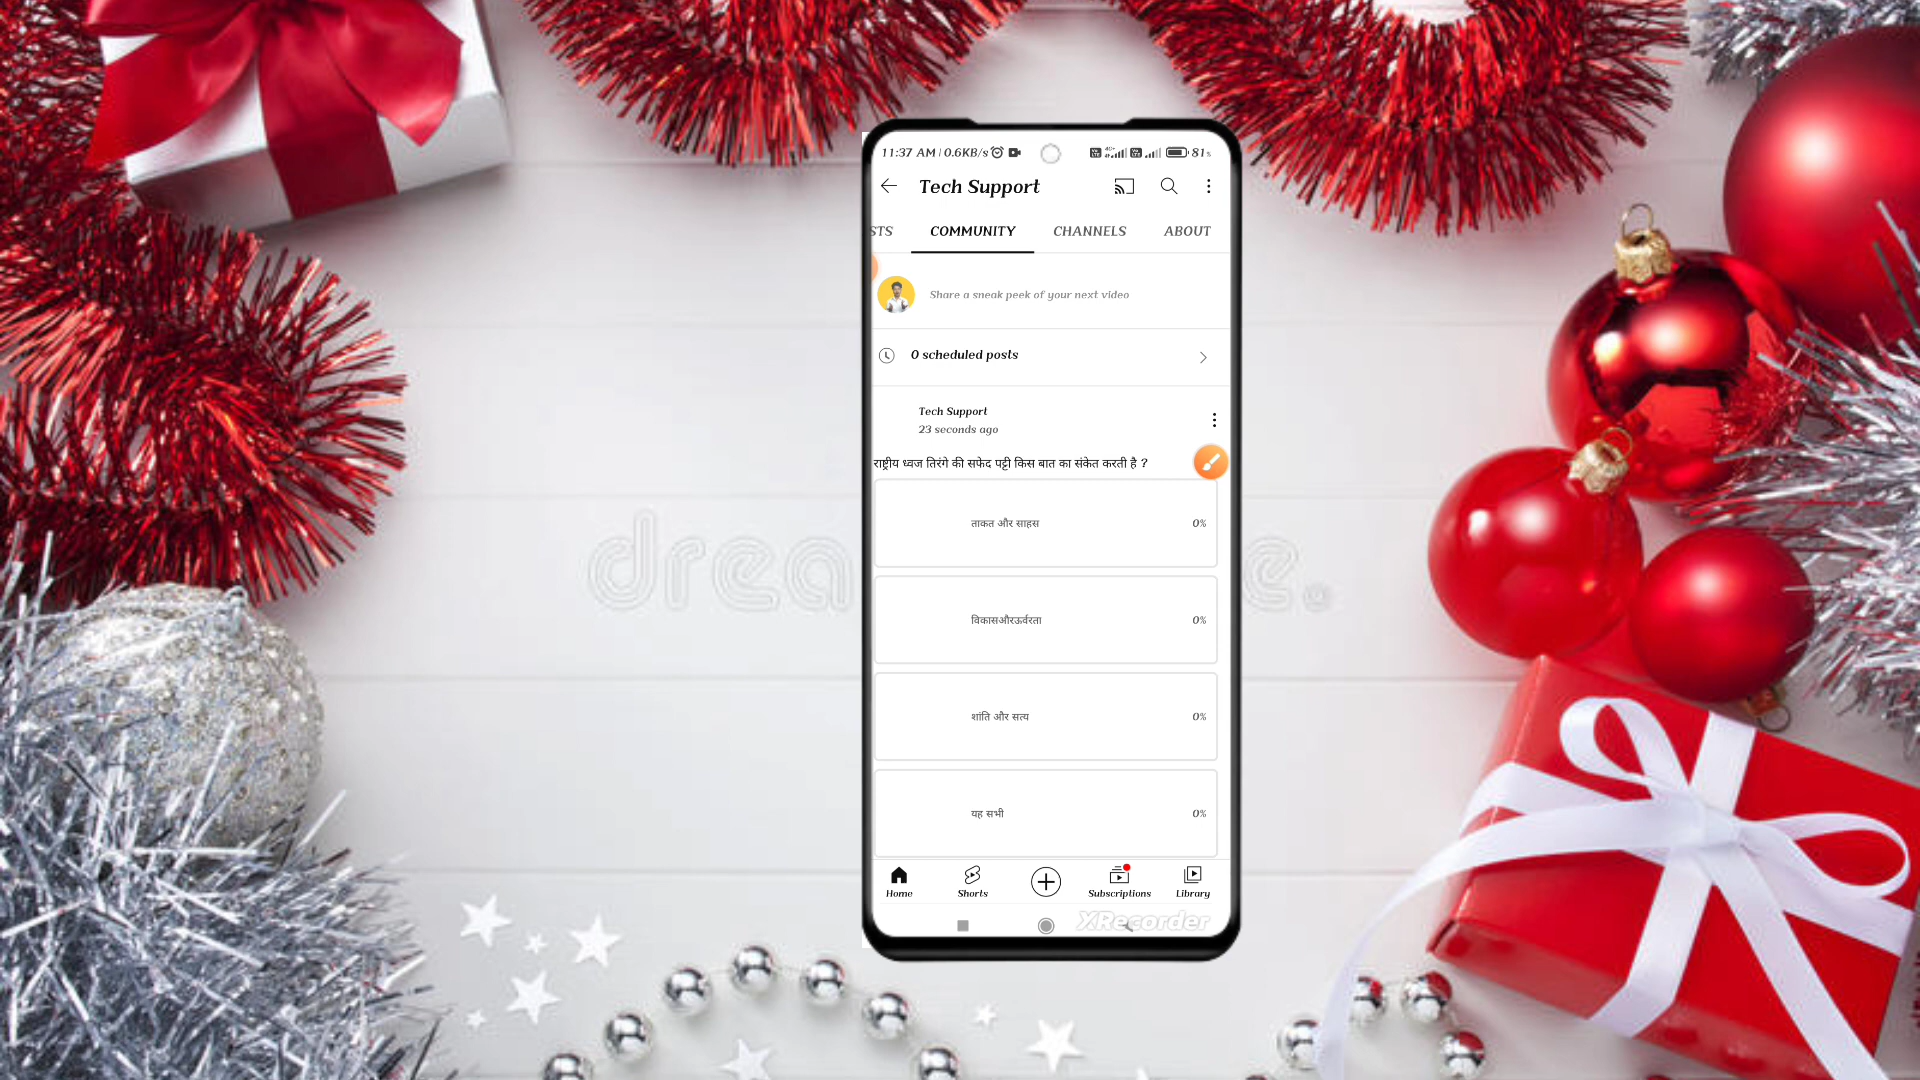 11:37 AM | 0.6KB/s 81%
Tech Support
STS COMMUNITY CHANNELS ABOUT
Share a sneak peek of your next video
0 scheduled posts
Tech Support
23 seconds ago
राष्ट्रीय ध्वज तिरंगे की सफेद पट्टी किस बात का संकेत करती है ?
ताकत और साहस 0%
विकासऔरऊर्वरता 0%
शांति और सत्य 0%
यह सभी 0%
Home Shorts Subscriptions Library
XRecorder